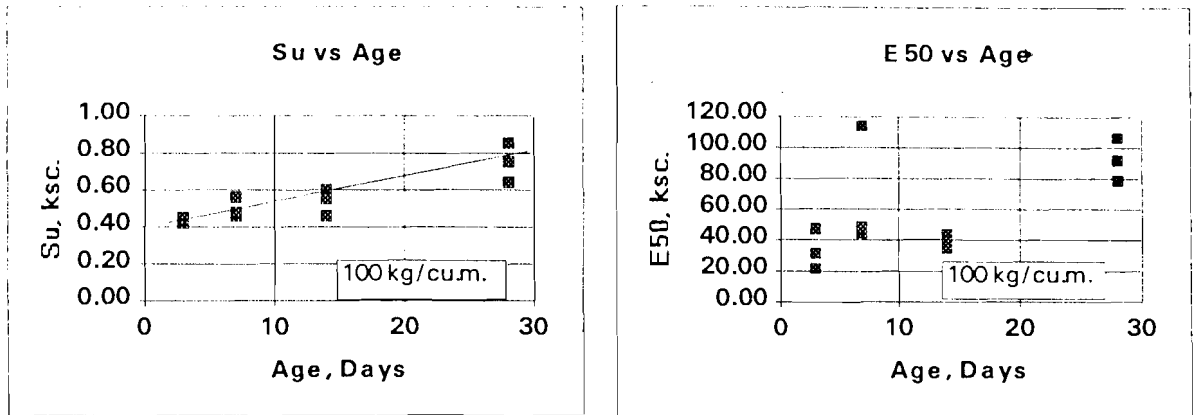 Su vs Age
Su, ksc.
1.00
0.80
0.60
0.40
0.20
0.00
100 kg/cu.m.
0 10 20 30
Age, Days
E50 vs Age
E50, ksc.
120.00
100.00
80.00
60.00
40.00
20.00
0.00
100 kg/cu.m.
0 10 20 30
Age, Days